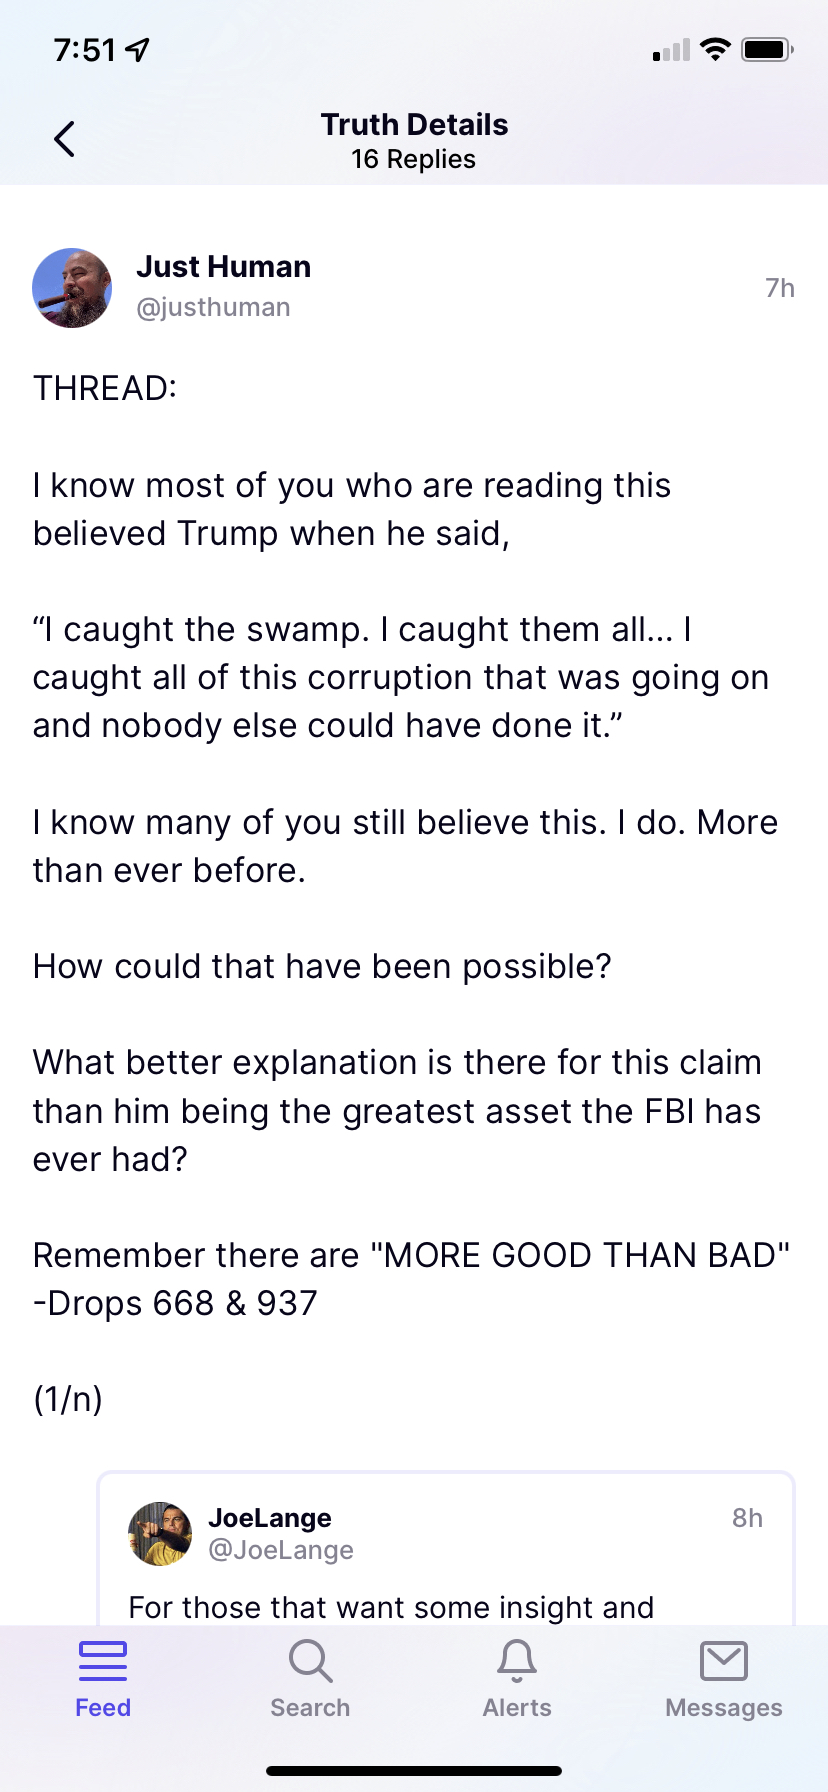 7:51
Truth Details
16 Replies
Just Human
@justhuman
7h
THREAD:
I know most of you who are reading this
believed Trump when he said,
“I caught the swamp. I caught them all... I
caught all of this corruption that was going on
and nobody else could have done it.”
I know many of you still believe this. I do. More
than ever before.
How could that have been possible?
What better explanation is there for this claim
than him being the greatest asset the FBI has
ever had?
Remember there are "MORE GOOD THAN BAD"
-Drops 668 & 937
(1/n)
JoeLange
8h
@JoeLange
For those that want some insight and
Feed
Search
Alerts
Messages